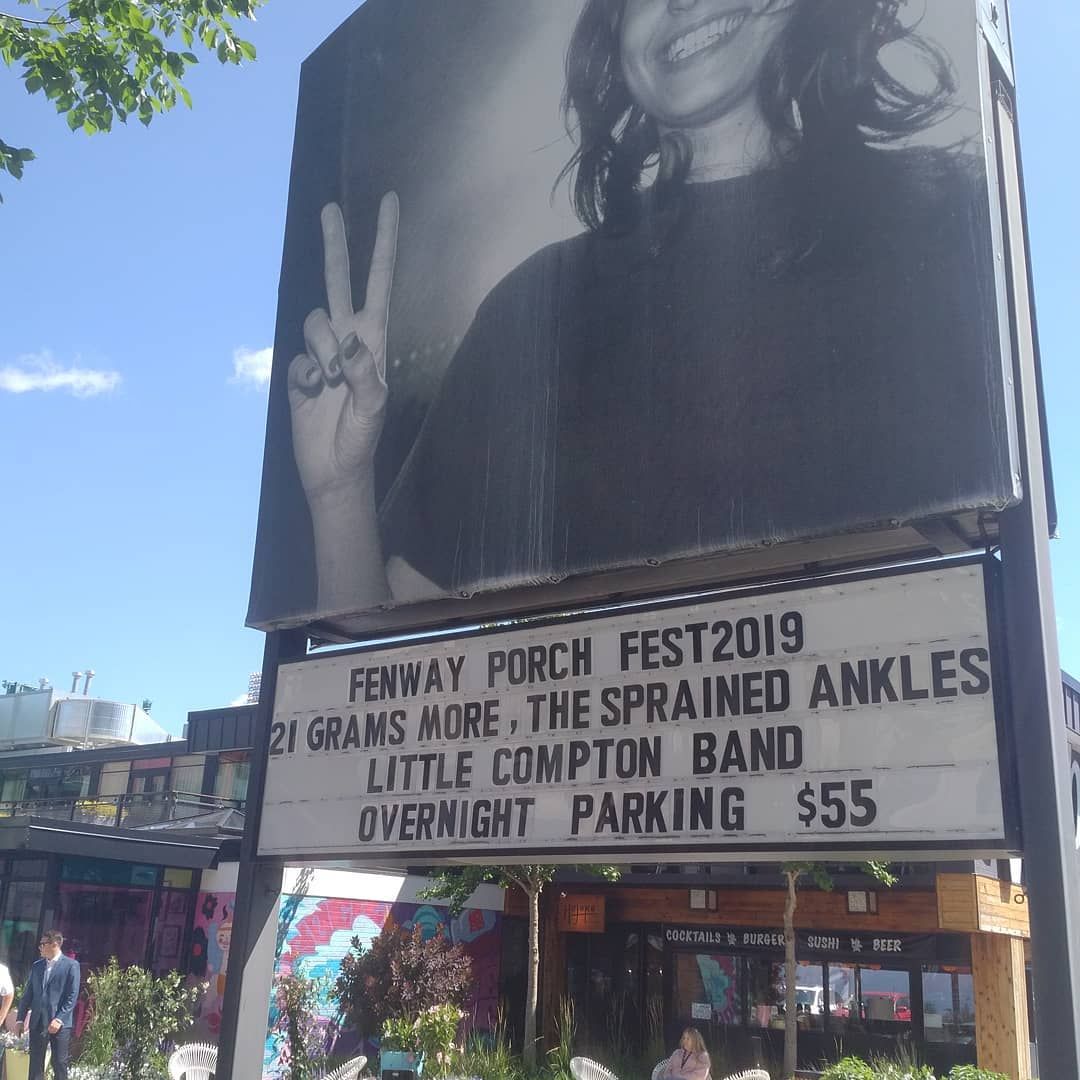 FENWAY PORCH FEST2019
21 GRAMS MORE, THE SPRAINED ANKLES
LITTLE COMPTON BAND
OVERNIGHT PARKING $55
COCKTAILS BURGER SUSHI BEER